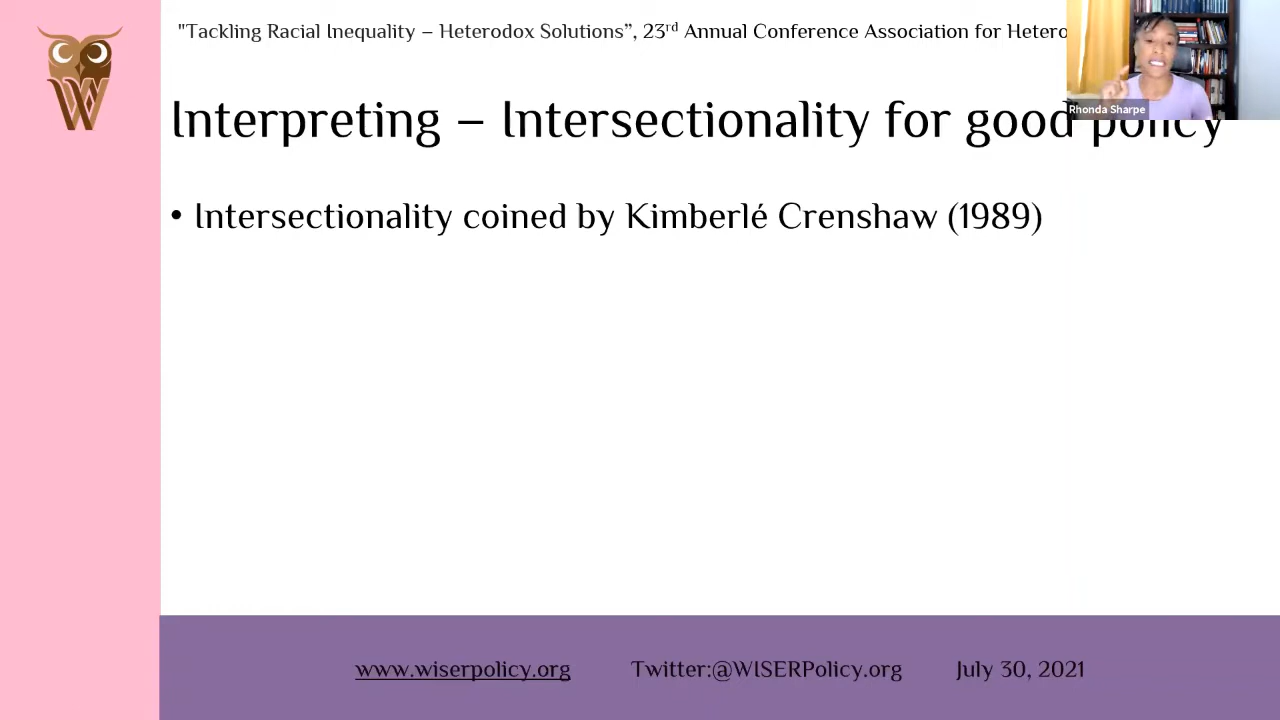 "Tackling Racial Inequality – Heterodox Solutions”, 23rd Annual Conference Association for Hetero
Rhonda Sharpe
Interpreting – Intersectionality for good policy
• Intersectionality coined by Kimberlé Crenshaw (1989)
www.wiserpolicy.org Twitter:@WISERPolicy.org July 30, 2021